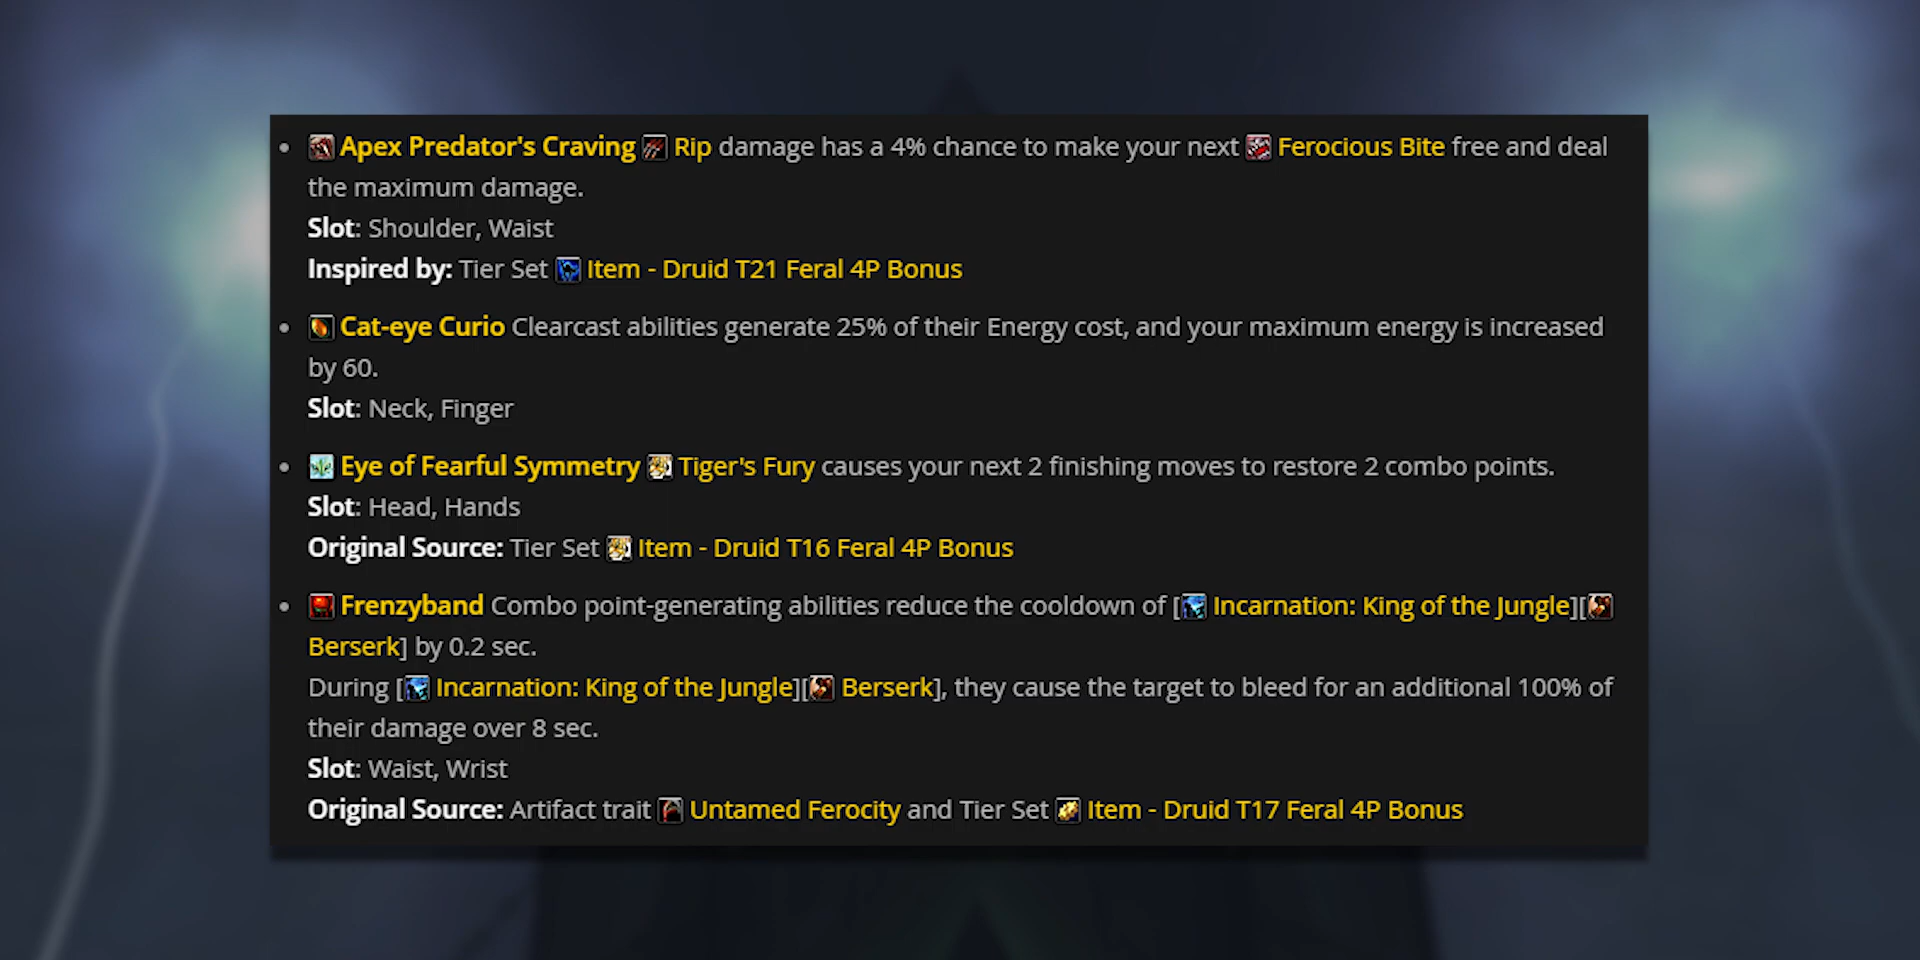 Apex Predator's Craving Rip damage has a 4% chance to make your next Ferocious Bite free and deal
the maximum damage.
Slot: Shoulder, Waist
Inspired by: Tier Set Item - Druid T21 Feral 4P Bonus
Cat-eye Curio Clearcast abilities generate 25% of their Energy cost, and your maximum energy is increased
by 60.
Slot: Neck, Finger
Eye of Fearful Symmetry Tiger's Fury causes your next 2 finishing moves to restore 2 combo points.
Slot: Head, Hands
Original Source: Tier Set Item - Druid T16 Feral 4P Bonus
Frenzyband Combo point-generating abilities reduce the cooldown of [Incarnation: King of the Jungle][
Berserk] by 0.2 sec.
During [Incarnation: King of the Jungle][Berserk], they cause the target to bleed for an additional 100% of
their damage over 8 sec.
Slot: Waist, Wrist
Original Source: Artifact trait Untamed Ferocity and Tier Set Item - Druid T17 Feral 4P Bonus